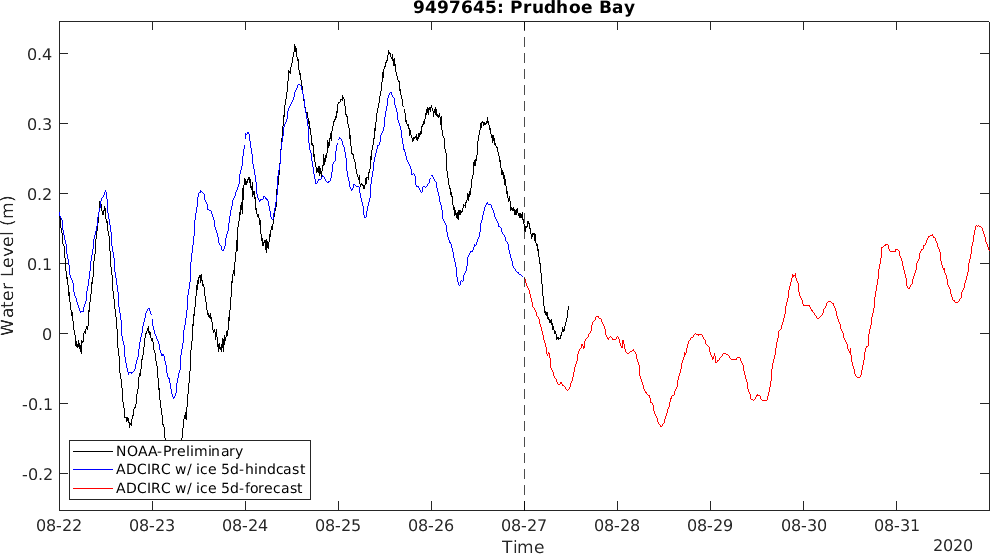 9497645: Prudhoe Bay
Water Level (m)
0.4
0.3
0.2
0.1
0
-0.1
-0.2
NOAA-Preliminary
ADCIRC w/ ice 5d-hindcast
ADCIRC w/ ice 5d-forecast
08-22 08-23 08-24 08-25 08-26 08-27 08-28 08-29 08-30 08-31
Time
2020